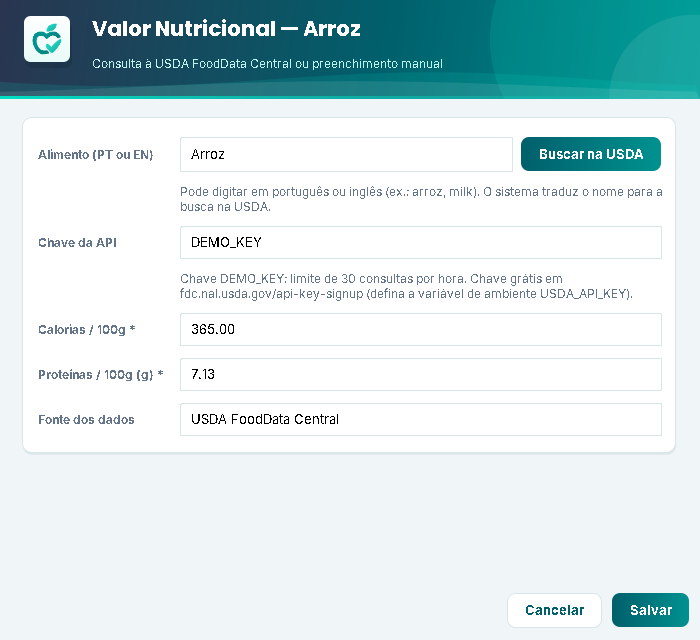 Valor Nutricional — Arroz
Consulta à USDA FoodData Central ou preenchimento manual
Alimento (PT ou EN)
Arroz
Buscar na USDA
Pode digitar em português ou inglês (ex.: arroz, milk). O sistema traduz o nome para a
busca na USDA.
Chave da API
DEMO_KEY
Chave DEMO_KEY: limite de 30 consultas por hora. Chave grátis em
fdc.nal.usda.gov/api-key-signup (defina a variável de ambiente USDA_API_KEY).
Calorias / 100g *
365.00
Proteínas / 100g (g) *
7.13
Fonte dos dados
USDA FoodData Central
Cancelar
Salvar